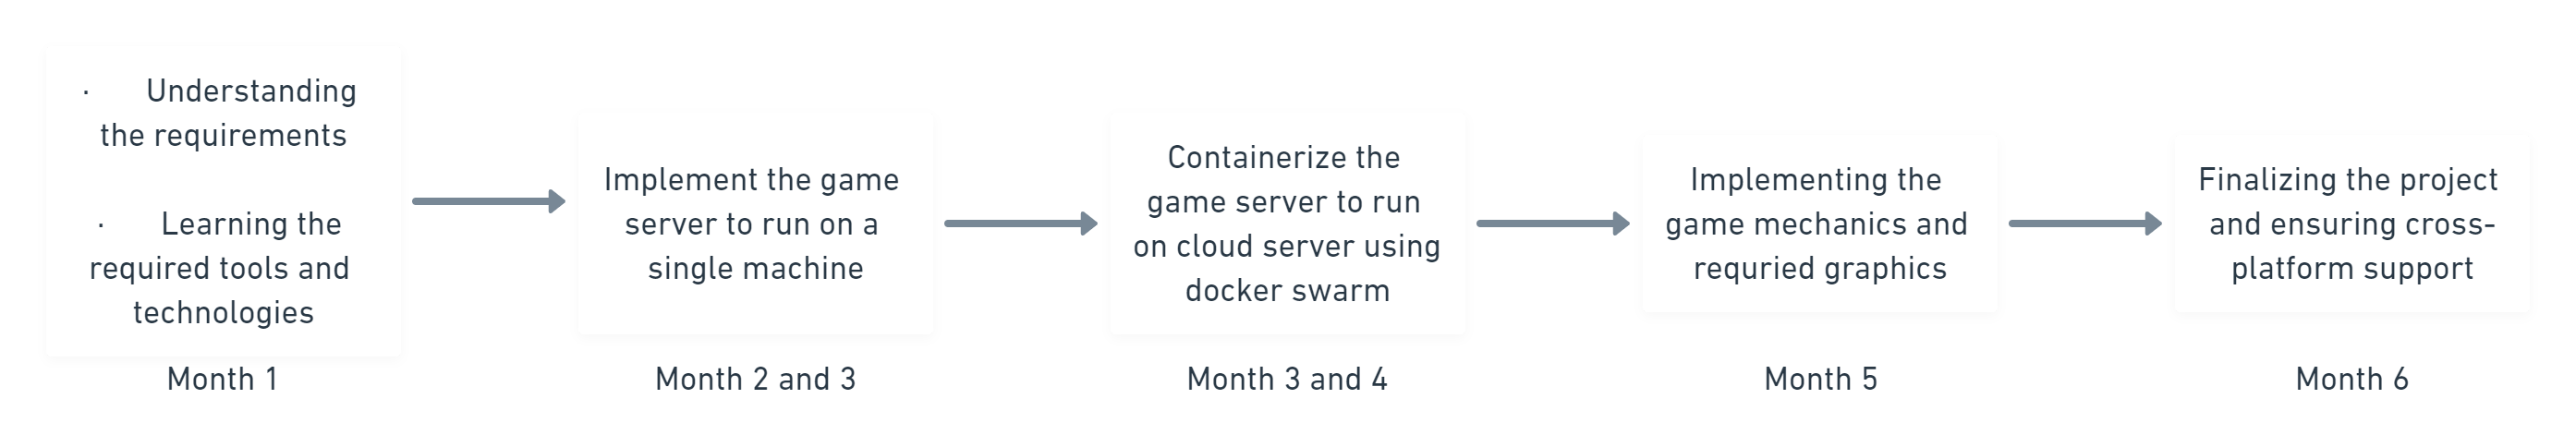 · Understanding
the requirements
· Learning the
required tools and
technologies
Month 1
Implement the game
server to run on a
single machine
Month 2 and 3
Containerize the
game server to run
on cloud server using
docker swarm
Month 3 and 4
Implementing the
game mechanics and
requried graphics
Month 5
Finalizing the project
and ensuring cross-
platform support
Month 6